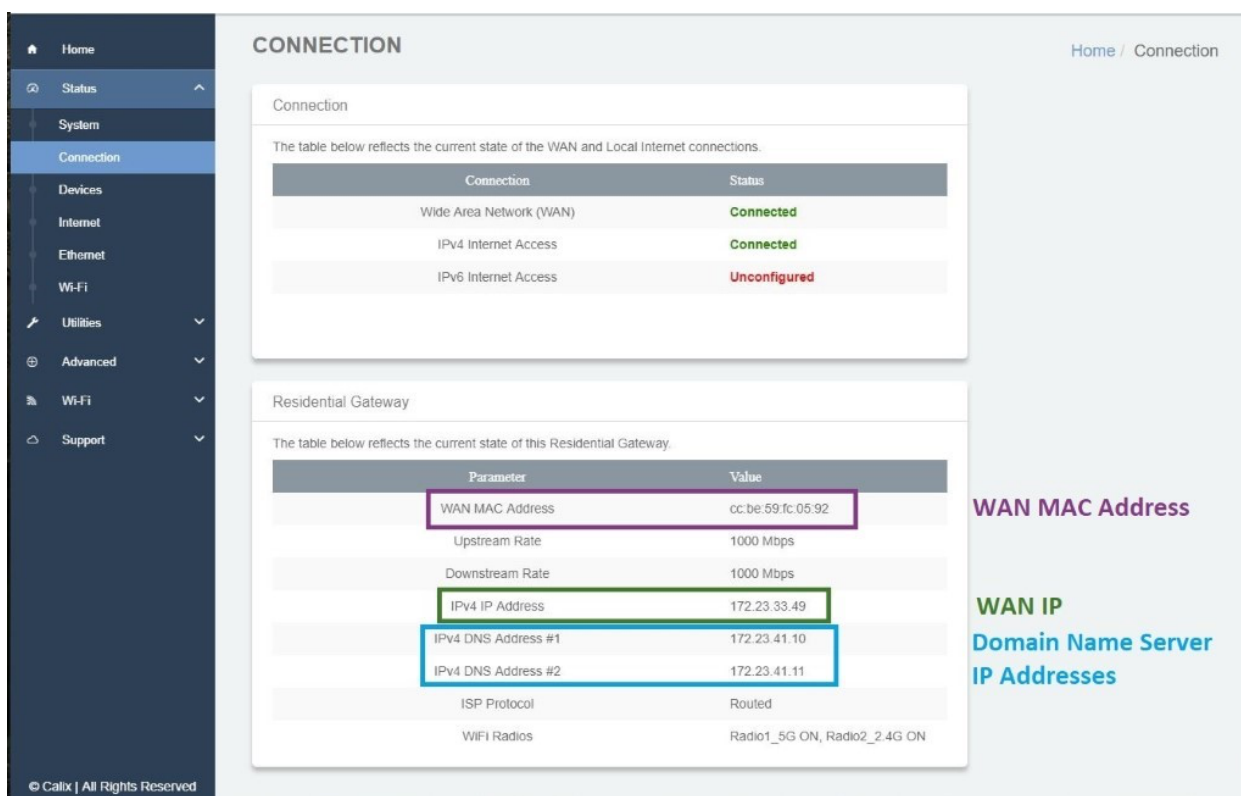 Home
Status
System
Connection
Devices
Internet
Ethernet
Wi-Fi
Utilities
Advanced
Wi-Fi
Support
© Calix | All Rights Reserved
CONNECTION
Home / Connection
Connection
The table below reflects the current state of the WAN and Local Internet connections.
Connection Status
Wide Area Network (WAN) Connected
IPv4 Internet Access Connected
IPv6 Internet Access Unconfigured
Residential Gateway
The table below reflects the current state of this Residential Gateway.
Parameter Value
WAN MAC Address cc:be:59:fc:05:92
Upstream Rate 1000 Mbps
Downstream Rate 1000 Mbps
IPv4 IP Address 172.23.33.49
IPv4 DNS Address #1 172.23.41.10
IPv4 DNS Address #2 172.23.41.11
ISP Protocol Routed
WiFi Radios Radio1_5G ON, Radio2_2.4G ON
WAN MAC Address
WAN IP
Domain Name Server
IP Addresses